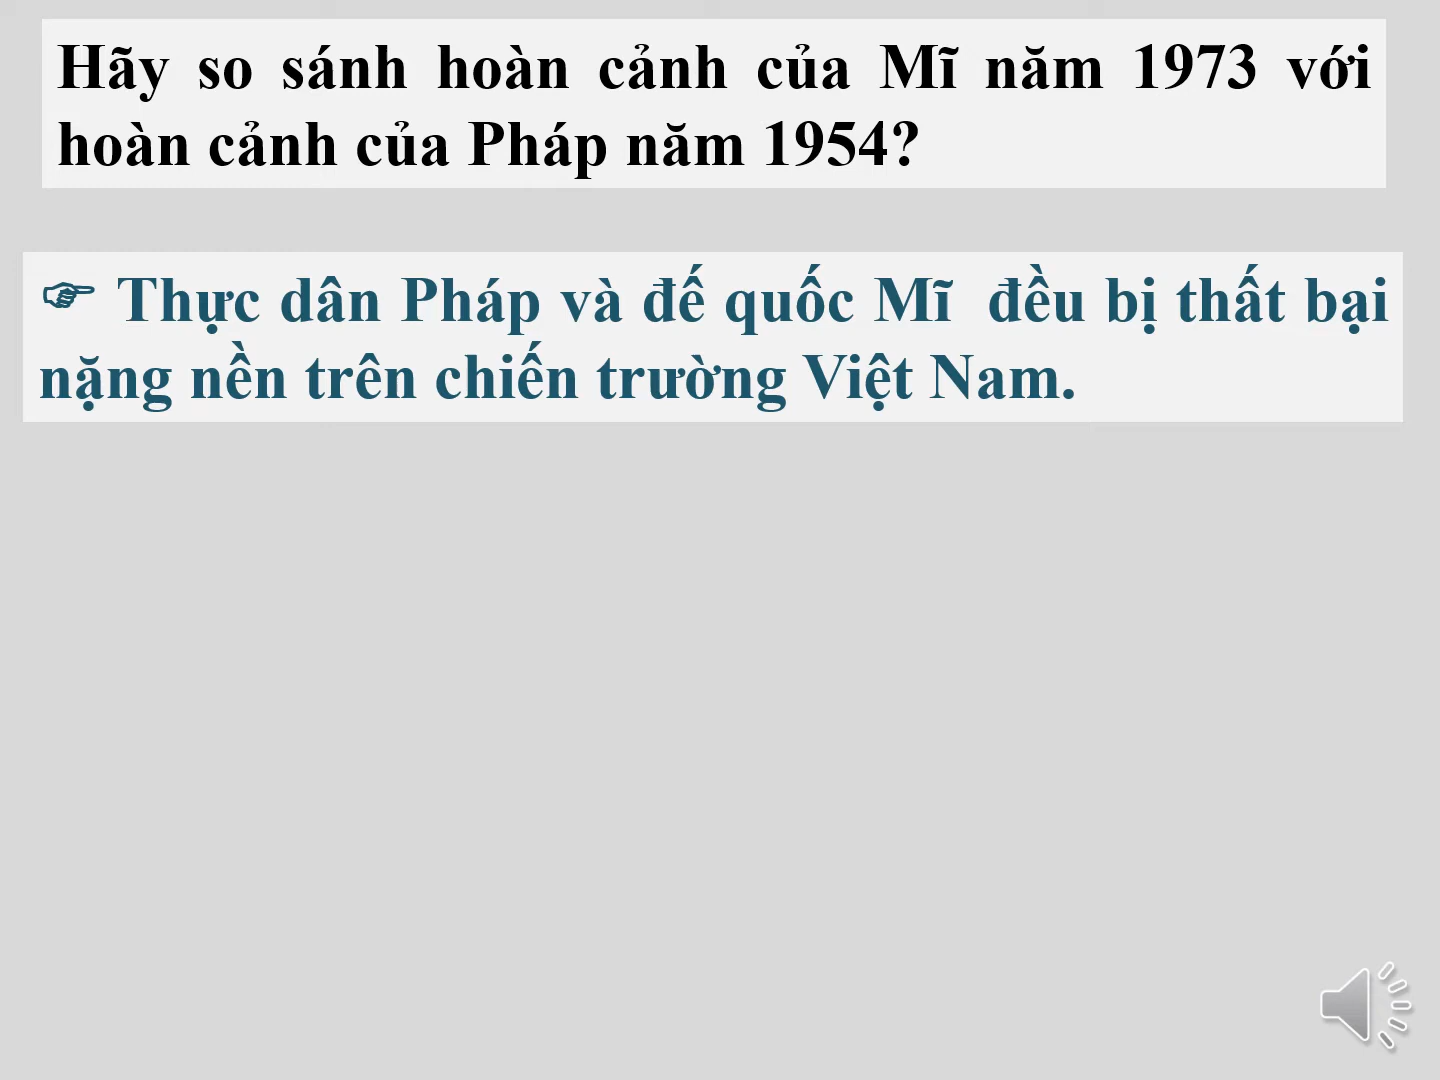 Hãy so sánh hoàn cảnh của Mĩ năm 1973 với
hoàn cảnh của Pháp năm 1954?
☞ Thực dân Pháp và đế quốc Mĩ đều bị thất bại
nặng nền trên chiến trường Việt Nam.